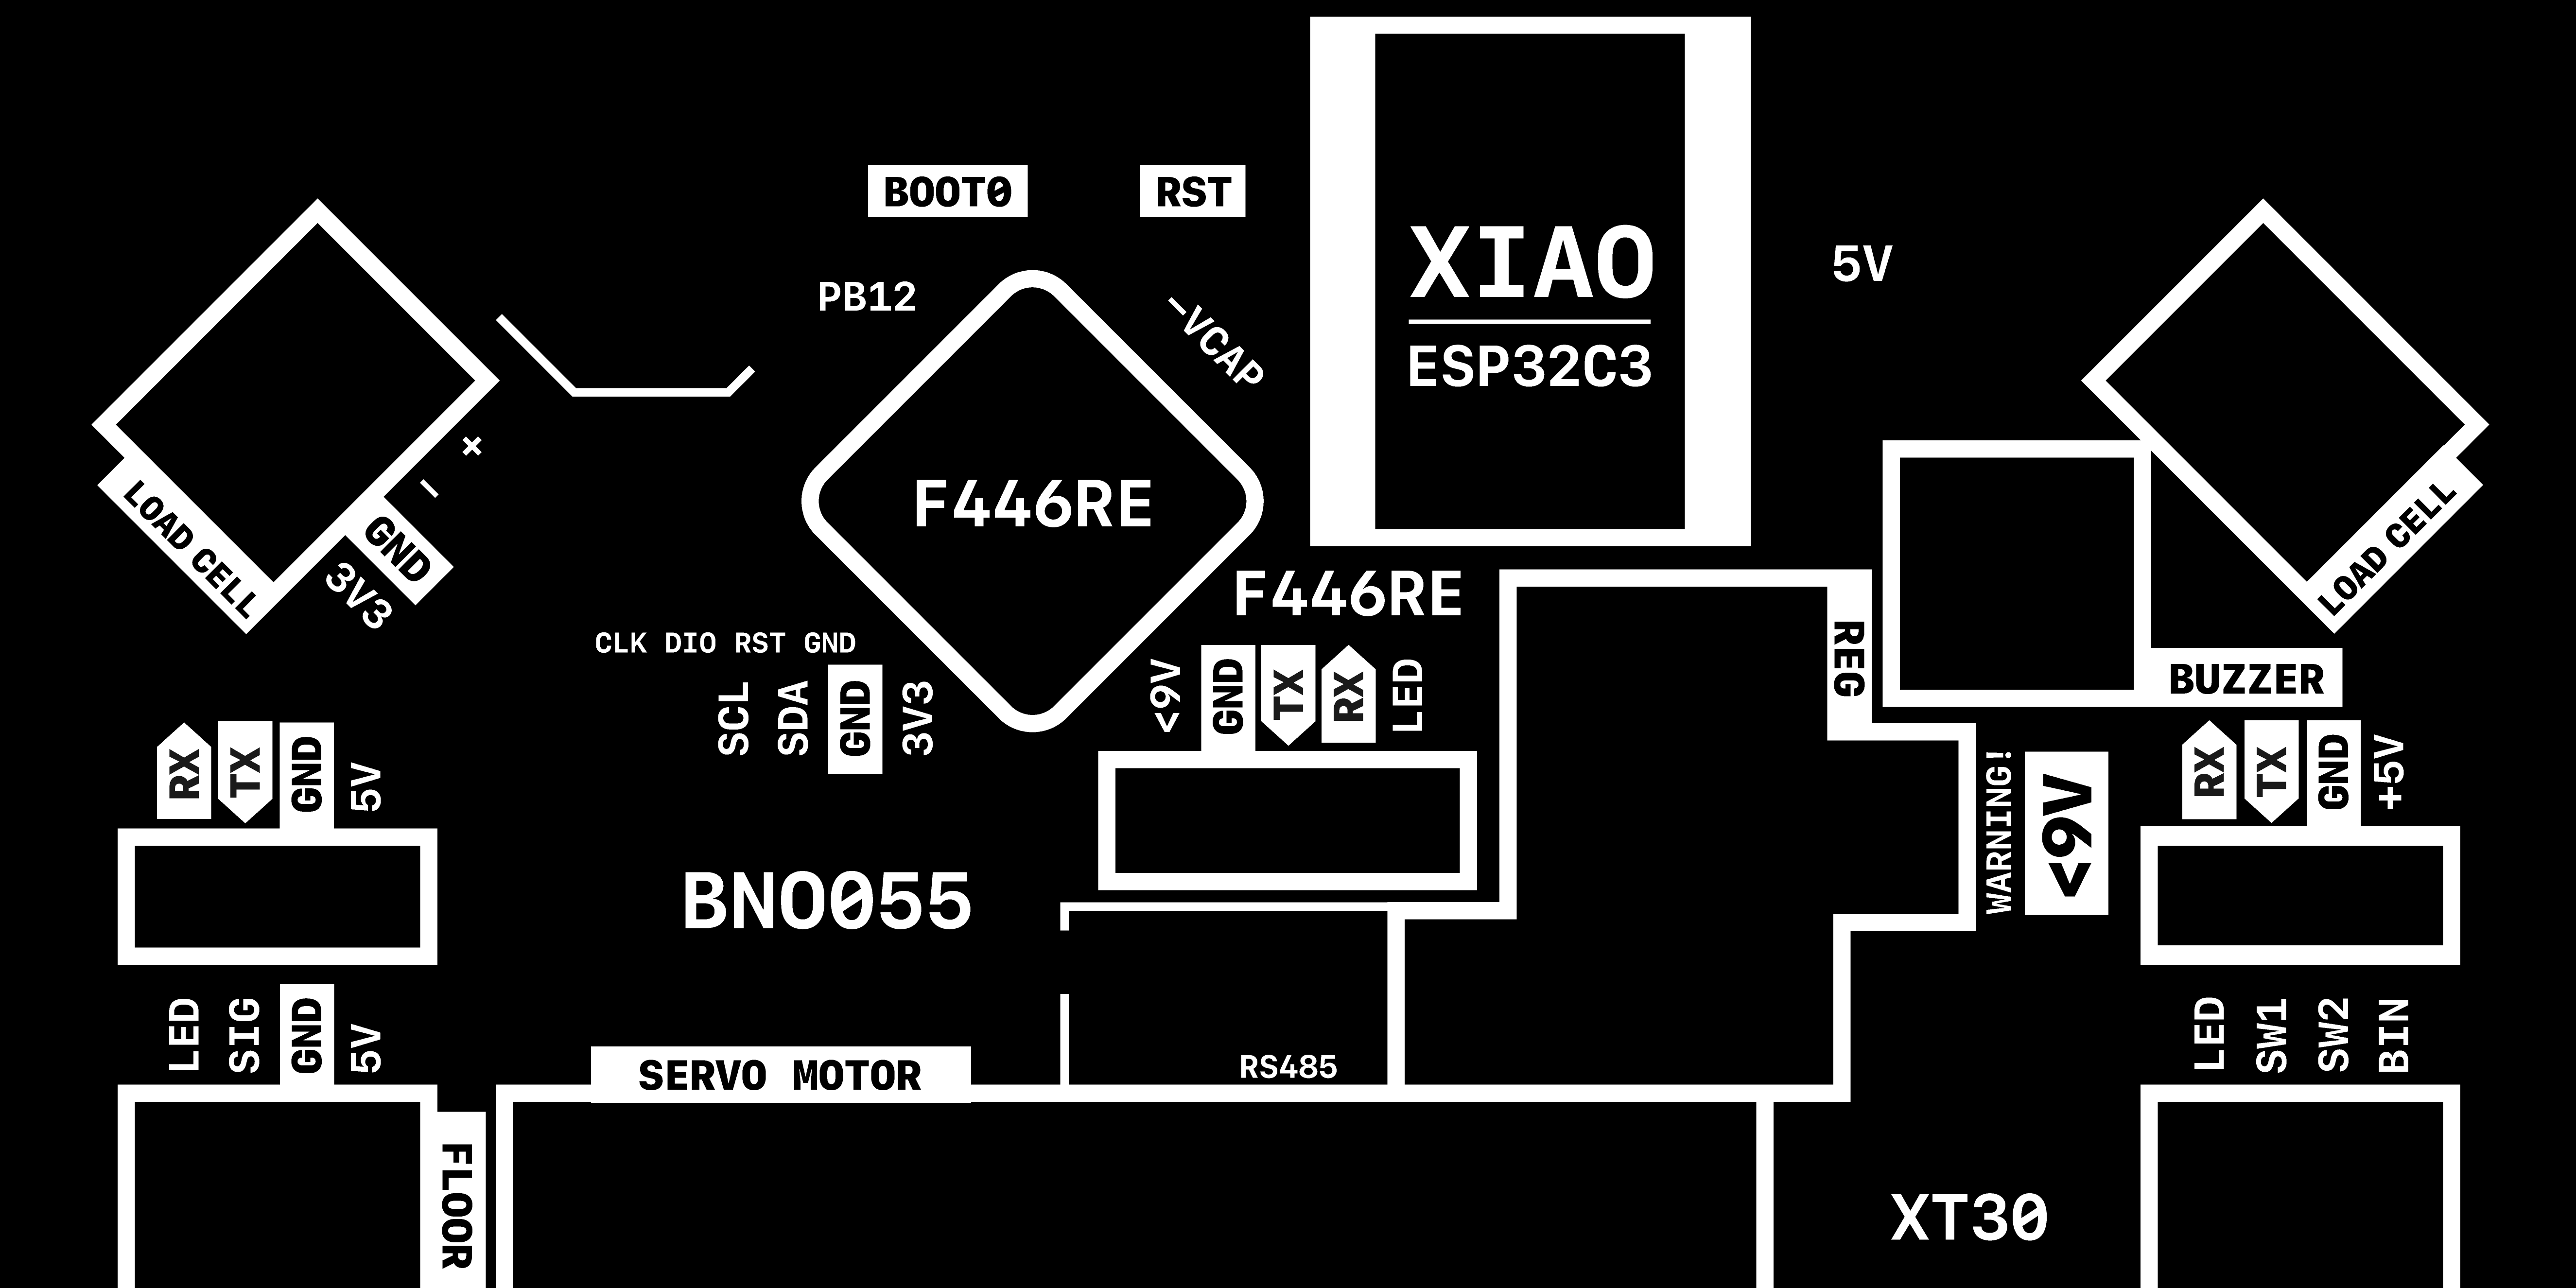 BOOT0
RST
XIAO
ESP32C3
5V
PB12
-VCAP
+
-
LOAD CELL
GND
3V3
F446RE
LOAD CELL
F446RE
CLK DIO RST GND
SCL
SDA
GND
3V3
<9V
GND
TX
RX
LED
REG
BUZZER
RX
TX
GND
5V
WARNING!
<9V
RX
TX
GND
+5V
BNO055
LED
SIG
GND
5V
SERVO MOTOR
RS485
LED
SW1
SW2
BIN
FLOOR
XT30